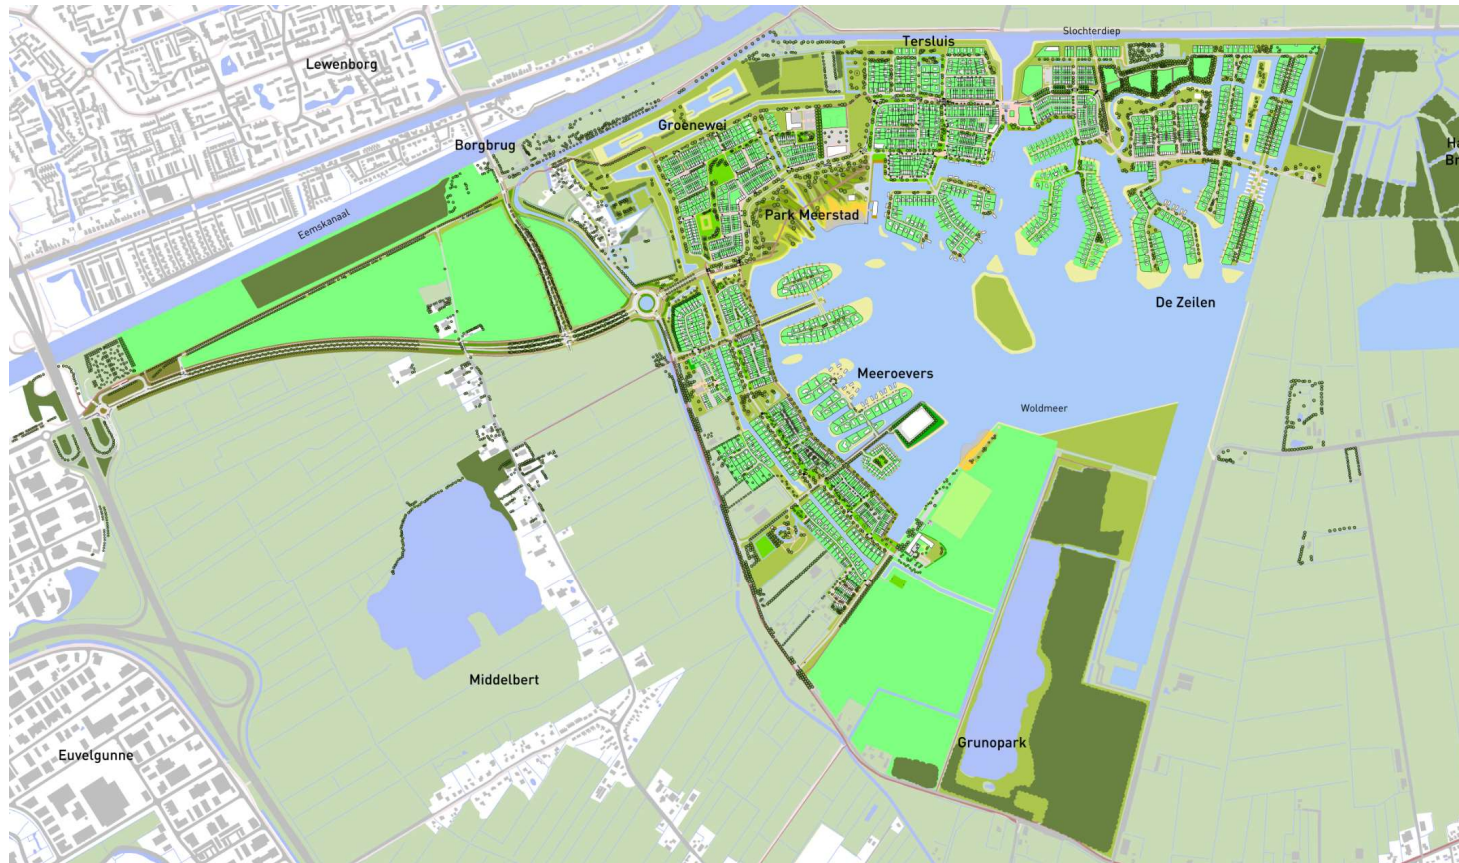 Slochterdiep
Tersluis
Lewenborg
Groenewei
Borgbrug
Park Meerstad
Eemskanaal
De Zeilen
Meeroevers
Woldmeer
Middelbert
Grunopark
Euvelgunne